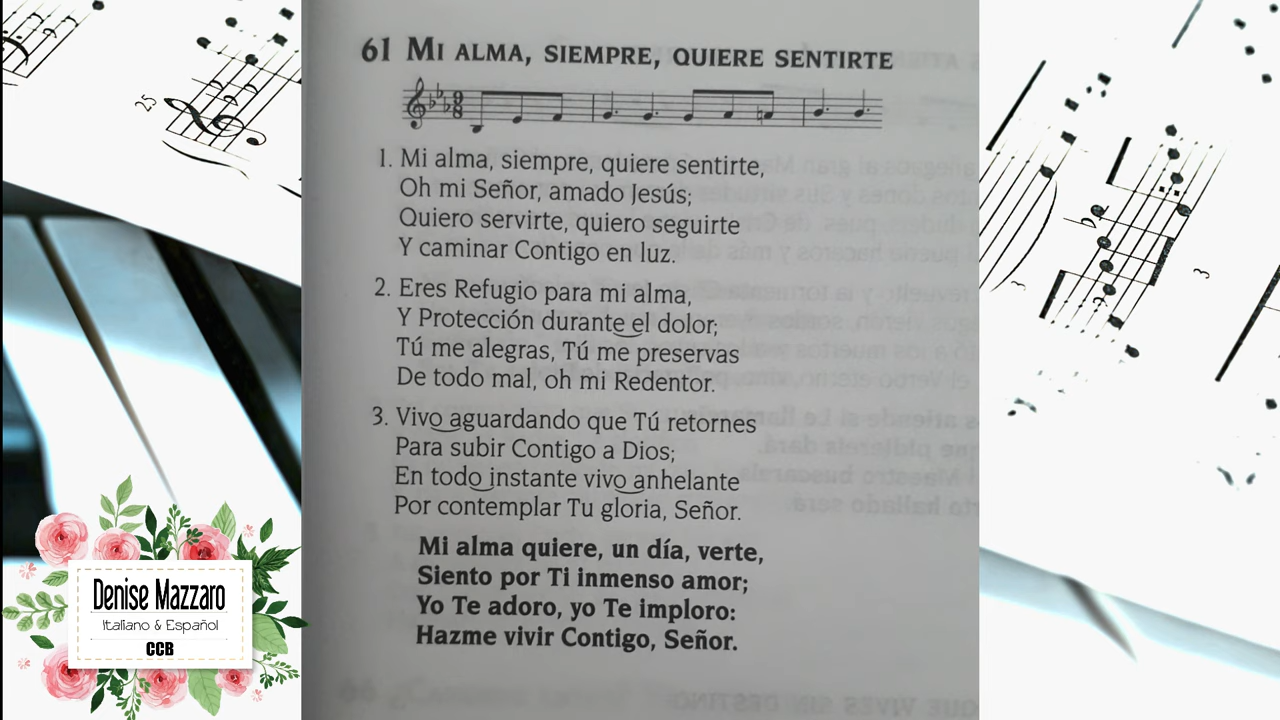 61 MI ALMA, SIEMPRE, QUIERE SENTIRTE
9
8
1. Mi alma, siempre, quiere sentirte,
Oh mi Señor, amado Jesús;
Quiero servirte, quiero seguirte
Y caminar Contigo en luz.
2. Eres Refugio para mi alma,
Y Protección durante el dolor;
Tú me alegras, Tú me preservas
De todo mal, oh mi Redentor.
3. Vivo aguardando que Tú retornes
Para subir Contigo a Dios;
En todo instante vivo anhelante
Por contemplar Tu gloria, Señor.
Mi alma quiere, un día, verte,
Siento por Ti inmenso amor;
Yo Te adoro, yo Te imploro:
Hazme vivir Contigo, Señor.
25
3
3
Denise Mazzaro
Italiano & Español
CCB